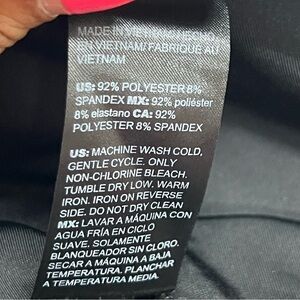 MADE IN VIETNAM/HECHO
EN VIETNAM/FABRIQUÉ AU
VIETNAM
US: 92% POLYESTER 8%
SPANDEX MX: 92% poliéster
8% elastano CA: 92%
POLYESTER 8% SPANDEX
US: MACHINE WASH COLD,
GENTLE CYCLE. ONLY
NON-CHLORINE BLEACH.
TUMBLE DRY LOW. WARM
IRON. IRON ON REVERSE
SIDE. DO NOT DRY CLEAN
MX: LAVAR A MÁQUINA CON
AGUA FRÍA EN CICLO
SUAVE. SOLAMENTE
BLANQUEADOR SIN CLORO.
SECAR A MÁQUINA A BAJA
TEMPERATURA. PLANCHAR
A TEMPERATURA MEDIA